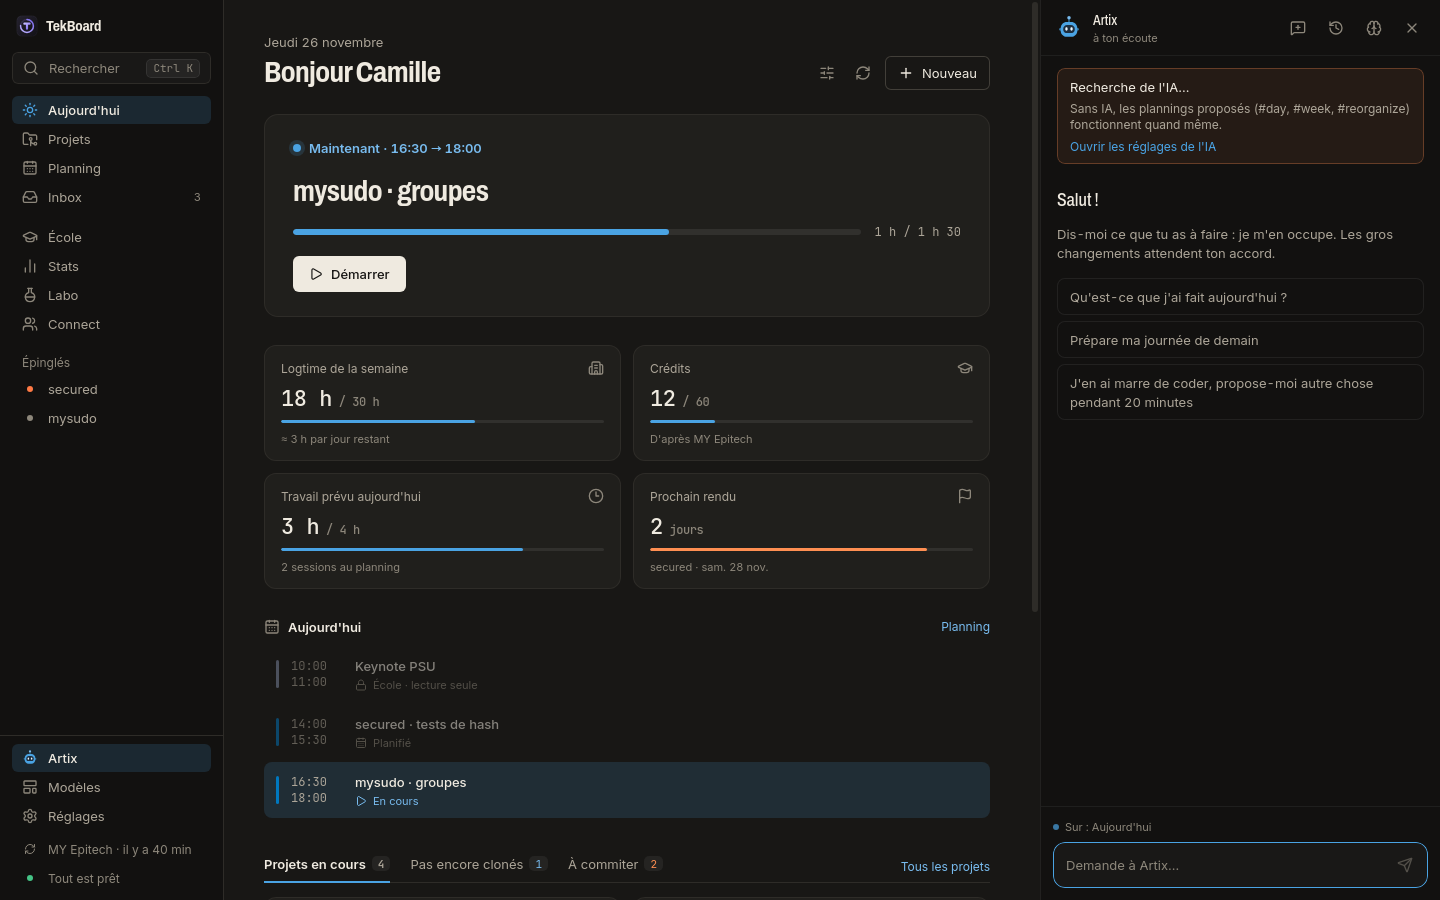 TekBoard
Rechercher
Ctrl K
Aujourd'hui
Projets
Planning
Inbox
3
École
Stats
Labo
Connect
Épinglés
secured
mysudo
Artix
Modèles
Réglages
MY Epitech · il y a 40 min
Tout est prêt
Jeudi 26 novembre
Bonjour Camille
Nouveau
Maintenant · 16:30 → 18:00
mysudo · groupes
1 h / 1 h 30
Démarrer
Logtime de la semaine
18 h / 30 h
≈ 3 h par jour restant
Crédits
12 / 60
D'après MY Epitech
Travail prévu aujourd'hui
3 h / 4 h
2 sessions au planning
Prochain rendu
2 jours
secured · sam. 28 nov.
Aujourd'hui
Planning
10:00
11:00
Keynote PSU
École · lecture seule
14:00
15:30
secured · tests de hash
Planifié
16:30
18:00
mysudo · groupes
En cours
Projets en cours 4
Pas encore clonés 1
À commiter 2
Tous les projets
Artix
à ton écoute
Recherche de l'IA...
Sans IA, les plannings proposés (#day, #week, #reorganize)
fonctionnent quand même.
Ouvrir les réglages de l'IA
Salut !
Dis-moi ce que tu as à faire : je m'en occupe. Les gros
changements attendent ton accord.
Qu'est-ce que j'ai fait aujourd'hui ?
Prépare ma journée de demain
J'en ai marre de coder, propose-moi autre chose
pendant 20 minutes
Sur : Aujourd'hui
Demande à Artix...